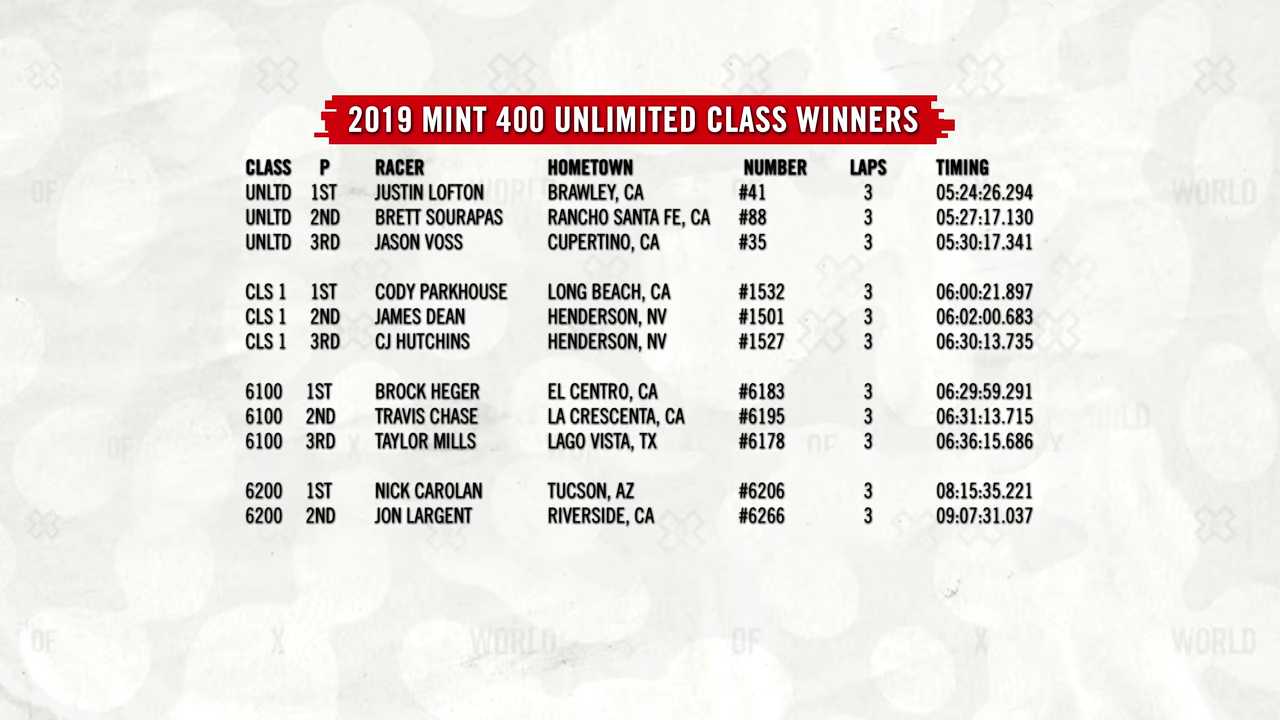 2019 MINT 400 UNLIMITED CLASS WINNERS
CLASS P RACER HOMETOWN NUMBER LAPS TIMING
UNLTD 1ST JUSTIN LOFTON BRAWLEY, CA #41 3 05:24:26.294
UNLTD 2ND BRETT SOURAPAS RANCHO SANTA FE, CA #88 3 05:27:17.130
UNLTD 3RD JASON VOSS CUPERTINO, CA #35 3 05:30:17.341
CLS 1 1ST CODY PARKHOUSE LONG BEACH, CA #1532 3 06:00:21.897
CLS 1 2ND JAMES DEAN HENDERSON, NV #1501 3 06:02:00.683
CLS 1 3RD CJ HUTCHINS HENDERSON, NV #1527 3 06:30:13.735
6100 1ST BROCK HEGER EL CENTRO, CA #6183 3 06:29:59.291
6100 2ND TRAVIS CHASE LA CRESCENTA, CA #6195 3 06:31:13.715
6100 3RD TAYLOR MILLS LAGO VISTA, TX #6178 3 06:36:15.686
6200 1ST NICK CAROLAN TUCSON, AZ #6206 3 08:15:35.221
6200 2ND JON LARGENT RIVERSIDE, CA #6266 3 09:07:31.037
OF X WORLD OF X WORLD